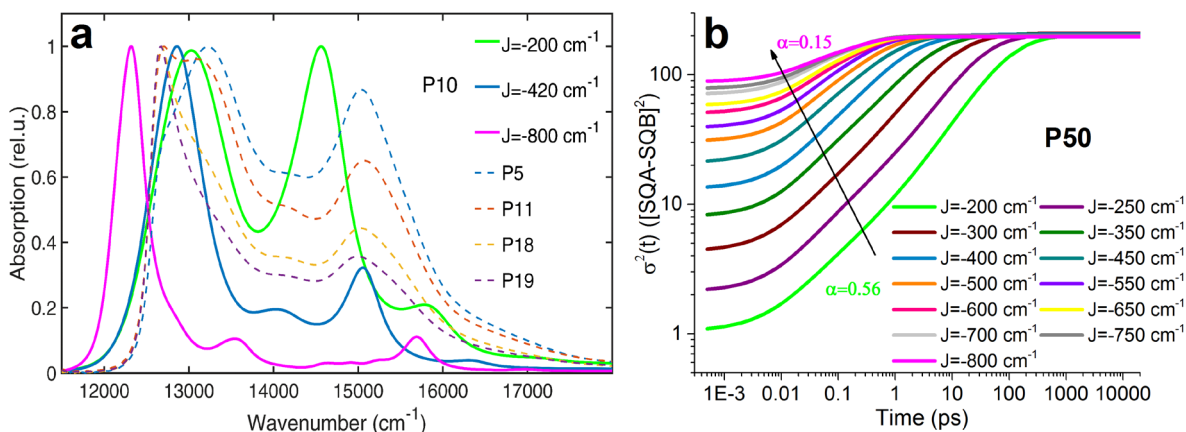 a
b
Absorption (rel.u.)
1
0.8
0.6
0.4
0.2
0
12000 13000 14000 15000 16000 17000
Wavenumber (cm⁻¹)
P10
J=-200 cm⁻¹
J=-420 cm⁻¹
J=-800 cm⁻¹
P5
P11
P18
P19
σ²(t) ([SQA-SQB]²)
100
10
1
1E-3 0.01 0.1 1 10 100 1000 10000
Time (ps)
α=0.15
α=0.56
P50
J=-200 cm⁻¹ J=-250 cm⁻¹
J=-300 cm⁻¹ J=-350 cm⁻¹
J=-400 cm⁻¹ J=-450 cm⁻¹
J=-500 cm⁻¹ J=-550 cm⁻¹
J=-600 cm⁻¹ J=-650 cm⁻¹
J=-700 cm⁻¹ J=-750 cm⁻¹
J=-800 cm⁻¹